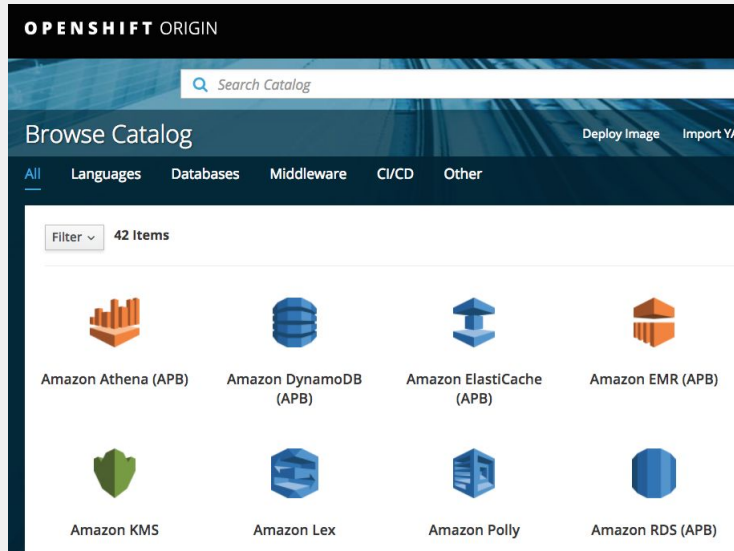 OPENSHIFT ORIGIN
Search Catalog
Browse Catalog
Deploy Image Import YA
All Languages Databases Middleware CI/CD Other
Filter 42 Items
Amazon Athena (APB) Amazon DynamoDB Amazon ElastiCache Amazon EMR (APB)
(APB) (APB)
Amazon KMS Amazon Lex Amazon Polly Amazon RDS (APB)